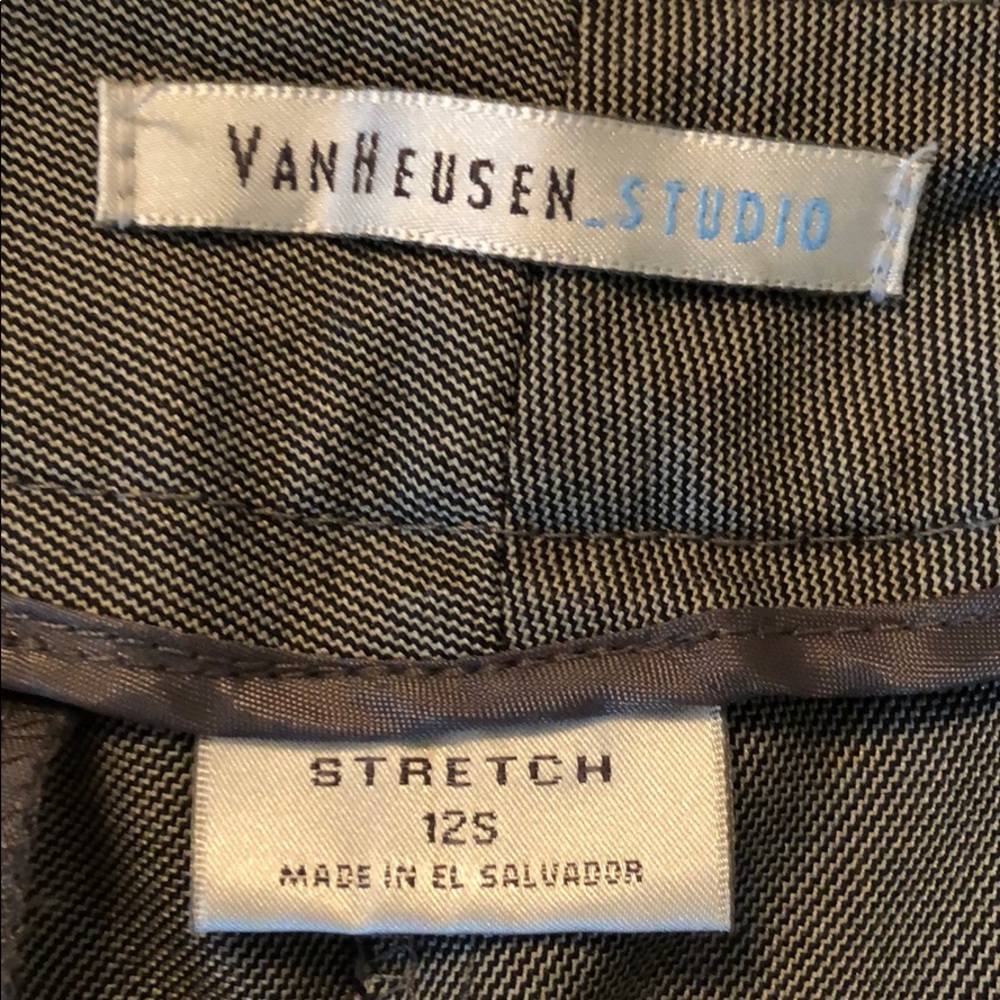 VANHEUSEN_STUDIO
STRETCH
12S
MADE IN EL SALVADOR